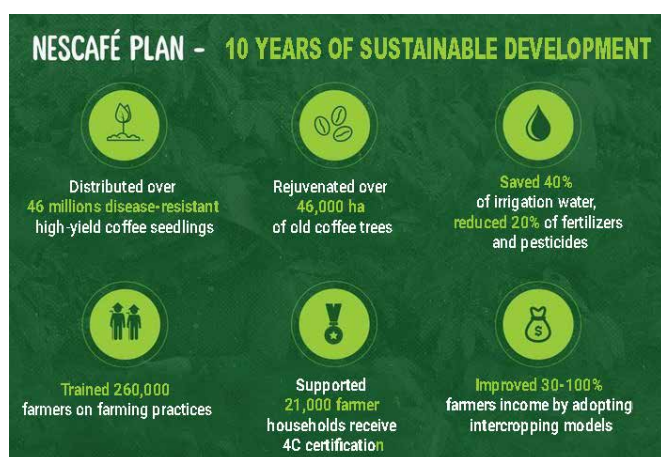 NESCAFÉ PLAN - 10 YEARS OF SUSTAINABLE DEVELOPMENT
Distributed over
46 millions disease-resistant
high-yield coffee seedlings
Rejuvenated over
46,000 ha
of old coffee trees
Saved 40%
of irrigation water,
reduced 20% of fertilizers
and pesticides
Trained 260,000
farmers on farming practices
Supported
21,000 farmer
households receive
4C certification
$
Improved 30-100%
farmers income by adopting
intercropping models